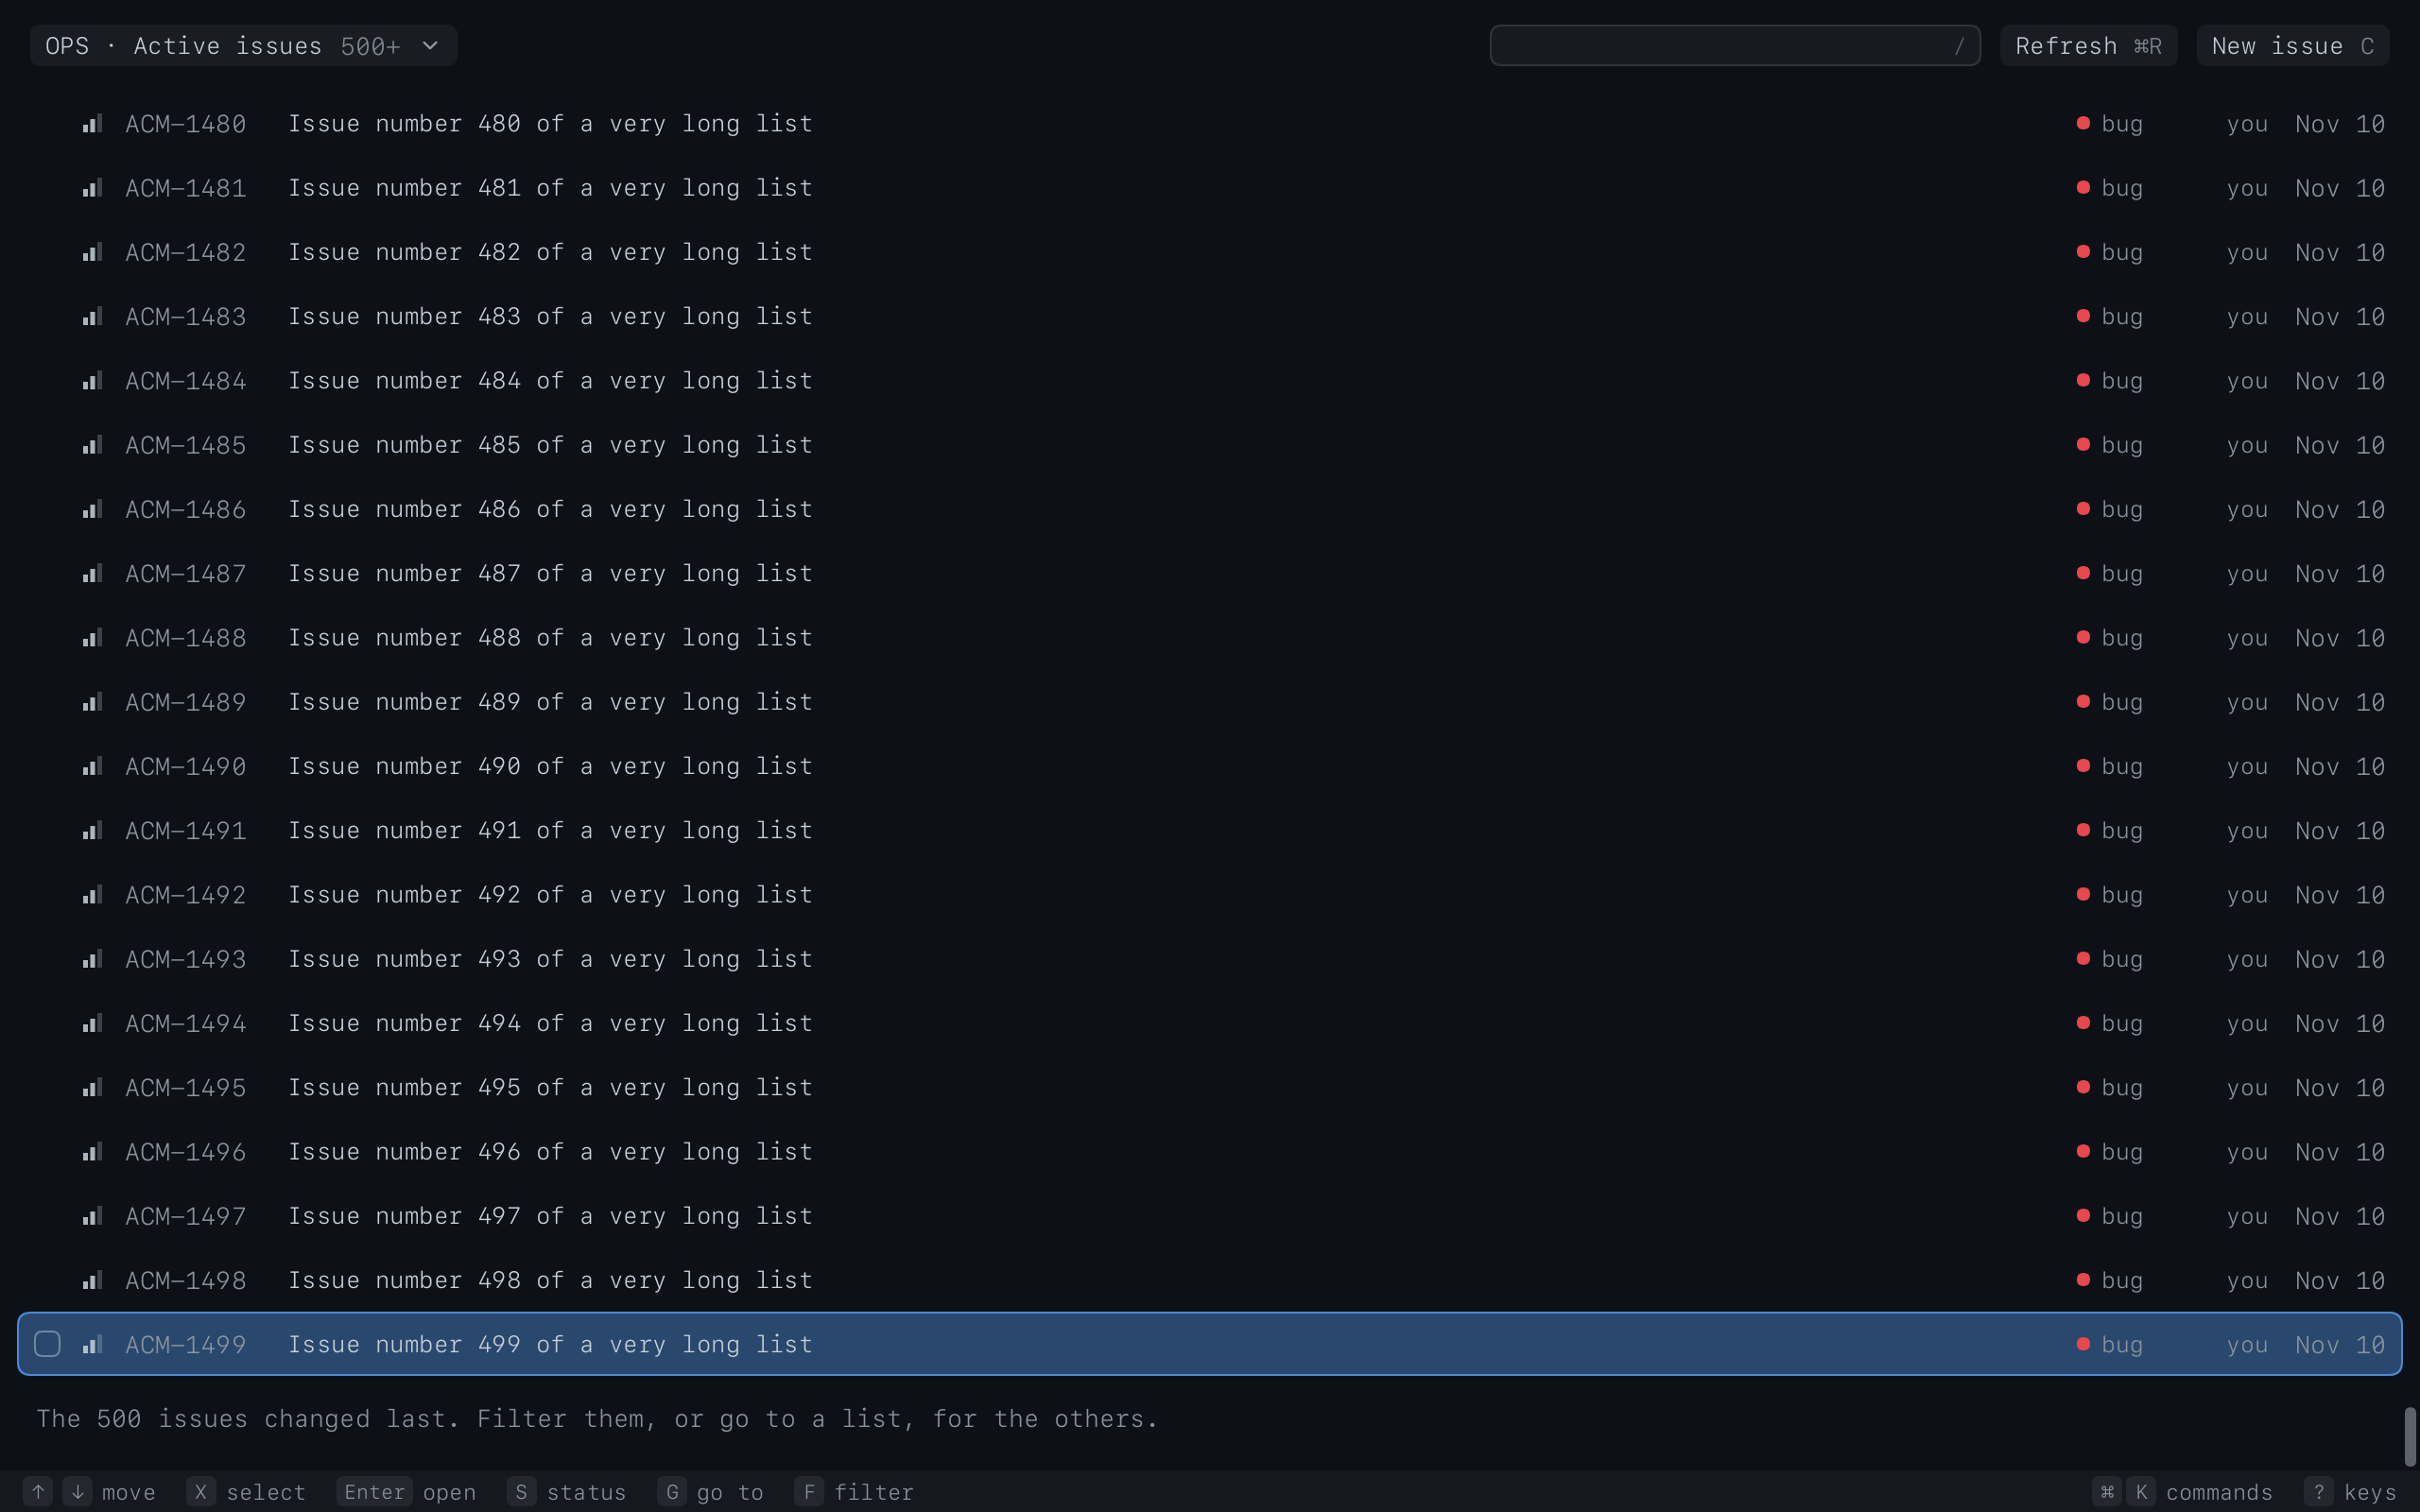 OPS · Active issues 500+ / Refresh ⌘R New issue C
ACM-1480 Issue number 480 of a very long list bug you Nov 10
ACM-1481 Issue number 481 of a very long list bug you Nov 10
ACM-1482 Issue number 482 of a very long list bug you Nov 10
ACM-1483 Issue number 483 of a very long list bug you Nov 10
ACM-1484 Issue number 484 of a very long list bug you Nov 10
ACM-1485 Issue number 485 of a very long list bug you Nov 10
ACM-1486 Issue number 486 of a very long list bug you Nov 10
ACM-1487 Issue number 487 of a very long list bug you Nov 10
ACM-1488 Issue number 488 of a very long list bug you Nov 10
ACM-1489 Issue number 489 of a very long list bug you Nov 10
ACM-1490 Issue number 490 of a very long list bug you Nov 10
ACM-1491 Issue number 491 of a very long list bug you Nov 10
ACM-1492 Issue number 492 of a very long list bug you Nov 10
ACM-1493 Issue number 493 of a very long list bug you Nov 10
ACM-1494 Issue number 494 of a very long list bug you Nov 10
ACM-1495 Issue number 495 of a very long list bug you Nov 10
ACM-1496 Issue number 496 of a very long list bug you Nov 10
ACM-1497 Issue number 497 of a very long list bug you Nov 10
ACM-1498 Issue number 498 of a very long list bug you Nov 10
ACM-1499 Issue number 499 of a very long list bug you Nov 10
The 500 issues changed last. Filter them, or go to a list, for the others.
↑ ↓ move X select Enter open S status G go to F filter ⌘ K commands ? keys